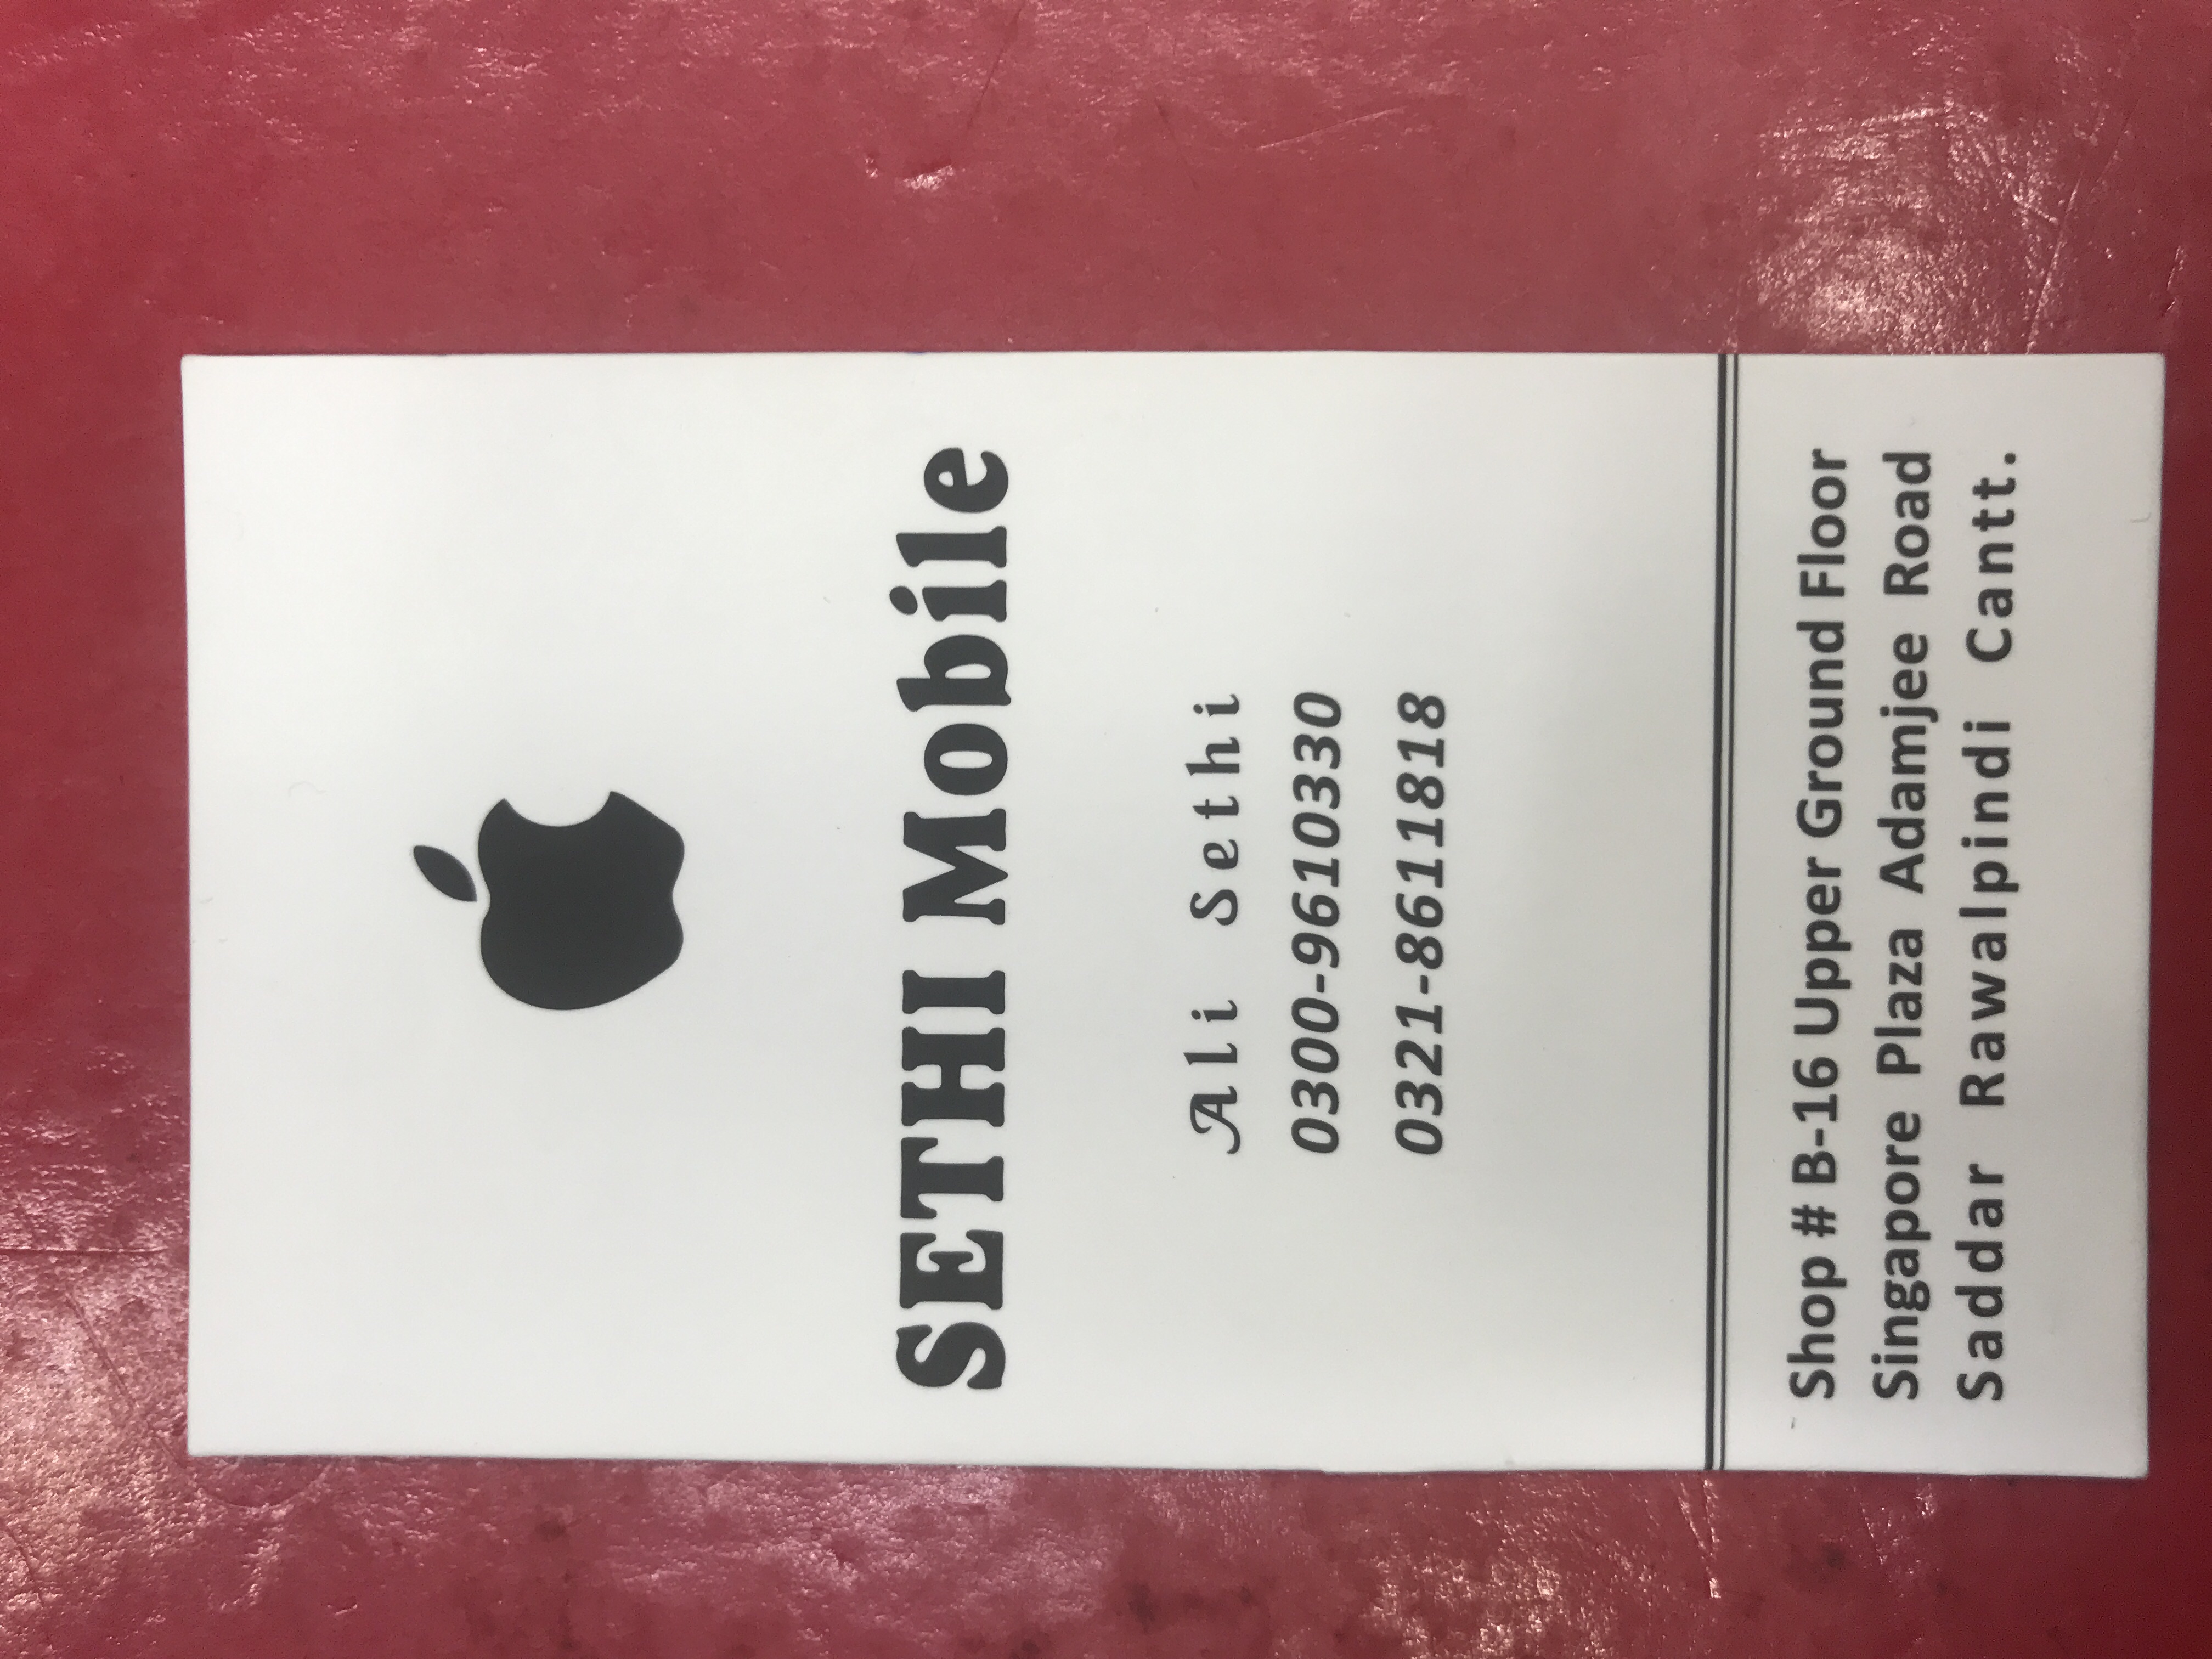 SETHI Mobile
Ali Sethi
0300-9610330
0321-8611818
Shop # B-16 Upper Ground Floor
Singapore Plaza Adamjee Road
Saddar Rawalpindi Cantt.